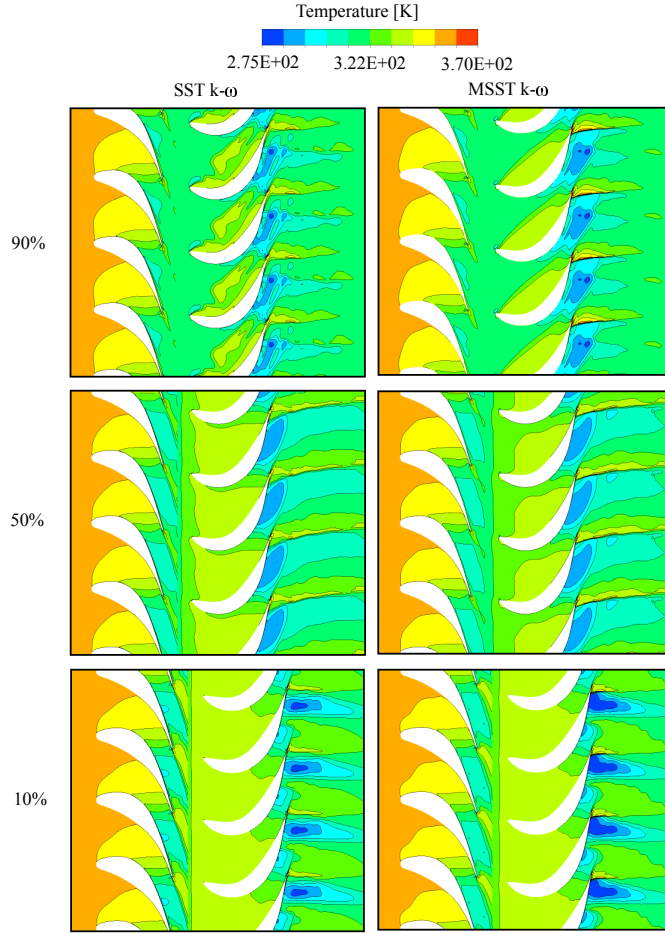 Temperature [K]
2.75E+02 3.22E+02 3.70E+02
SST k-ω MSST k-ω
90%
50%
10%